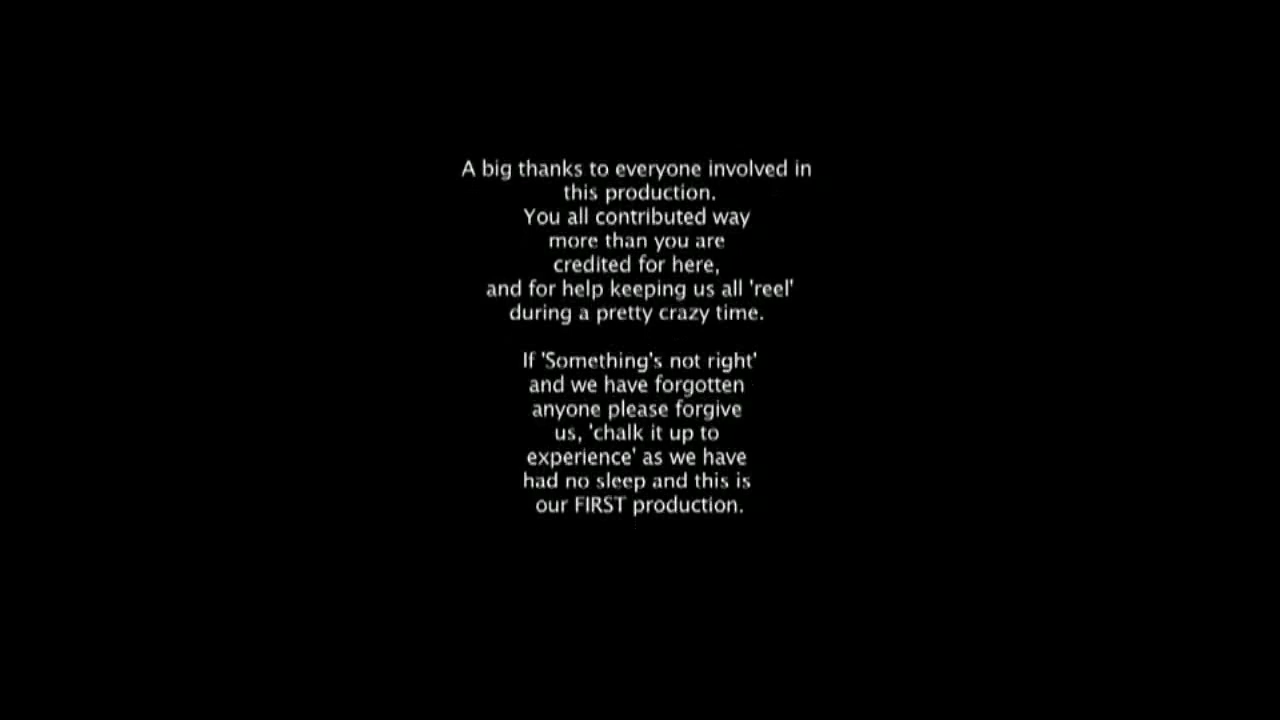 A big thanks to everyone involved in
this production.
You all contributed way
more than you are
credited for here,
and for help keeping us all 'reel'
during a pretty crazy time.
If 'Something's not right'
and we have forgotten
anyone please forgive
us, 'chalk it up to
experience' as we have
had no sleep and this is
our FIRST production.